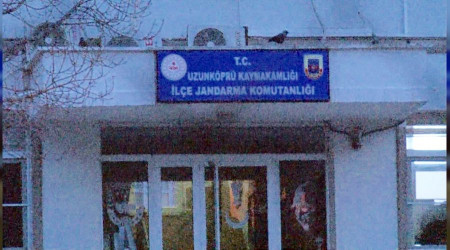 T.C.
UZUNKÖPRÜ KAYMAKAMLIĞI
İLÇE JANDARMA KOMUTANLIĞI